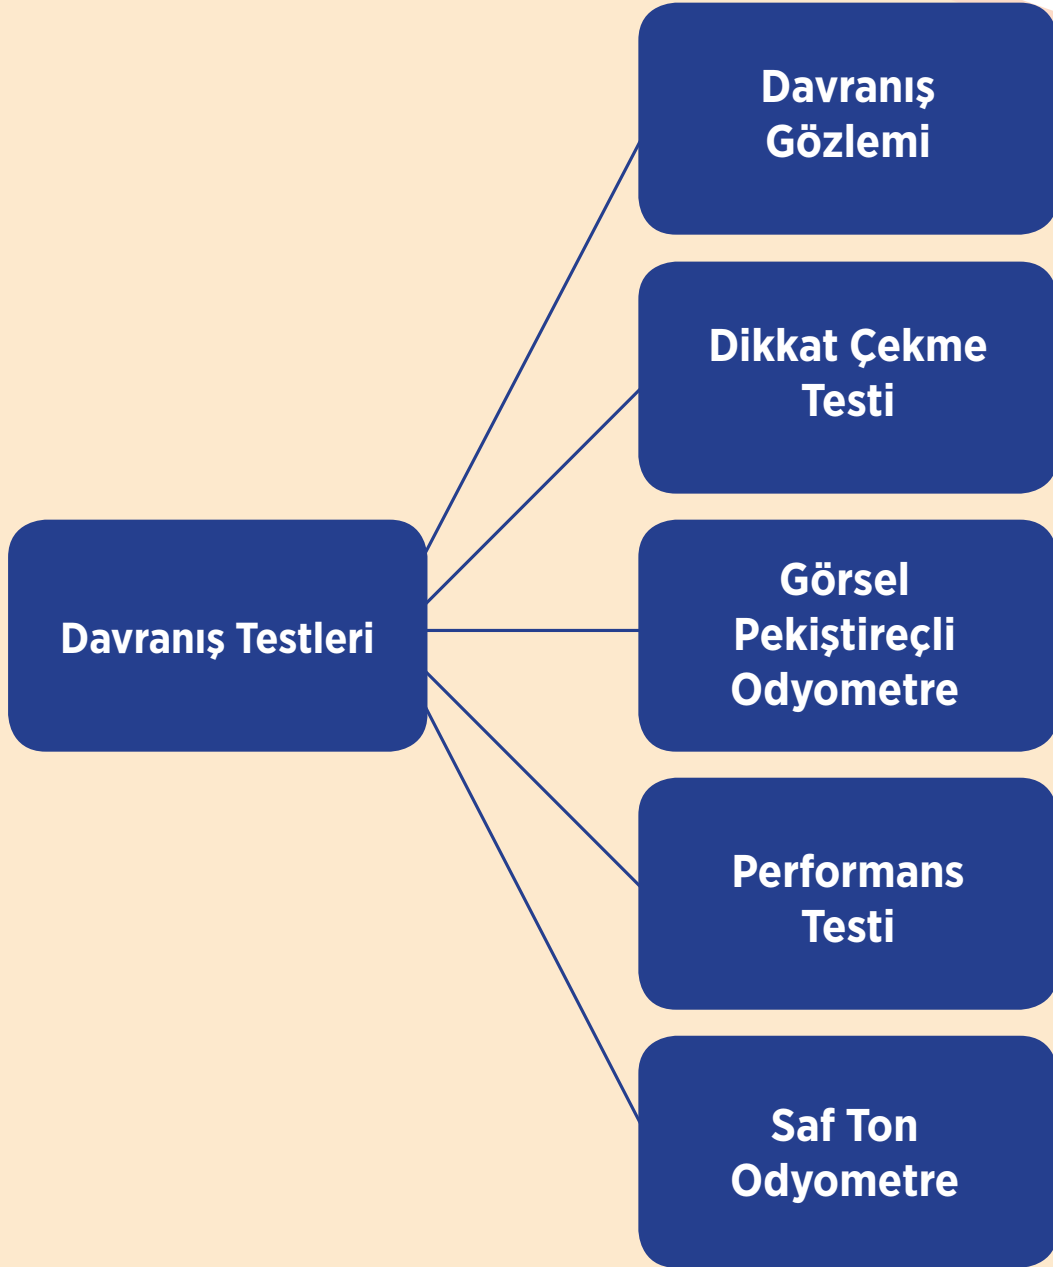 Davranış
Gözlemi
Dikkat Çekme
Testi
Davranış Testleri
Görsel
Pekiştireçli
Odyometre
Performans
Testi
Saf Ton
Odyometre